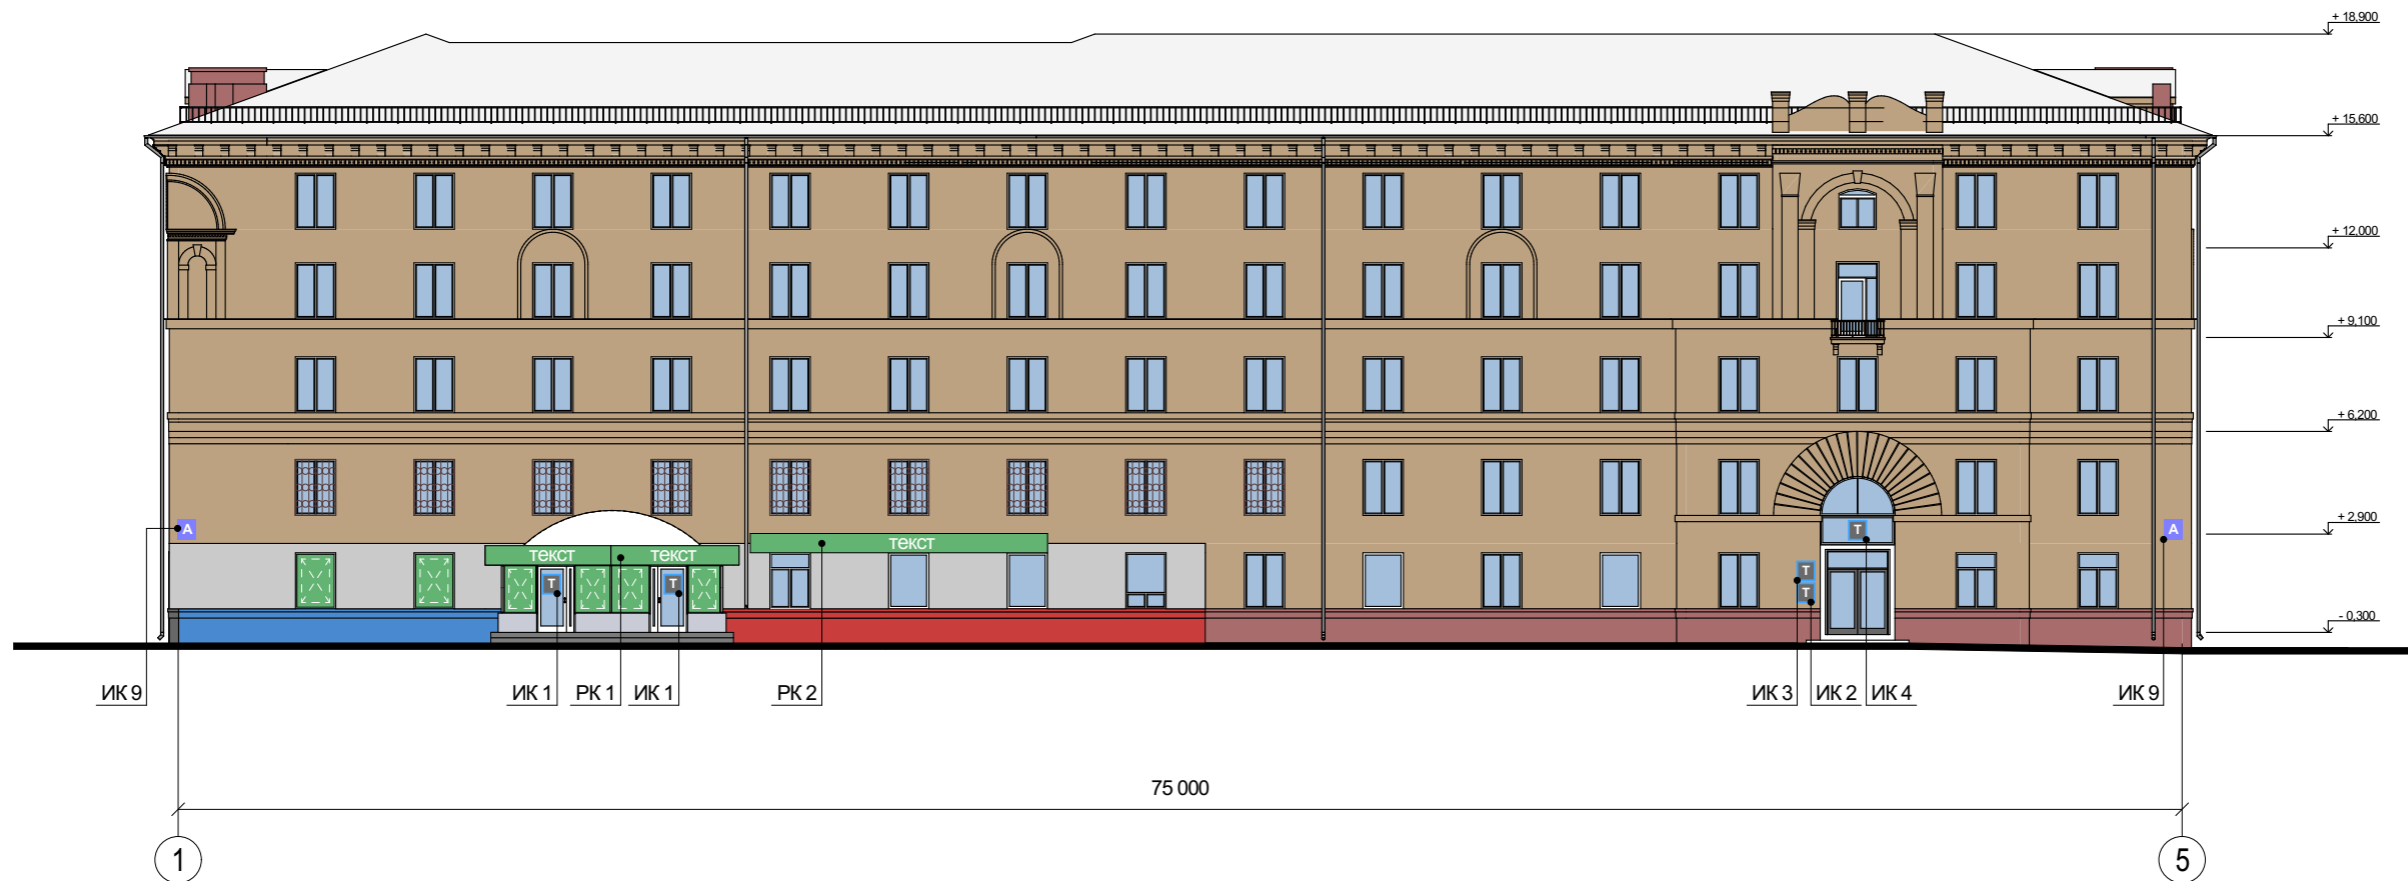 + 18,900
+ 15,600
+ 12,000
+ 9,100
+ 6,200
+ 2,900
- 0,300
A
A
текст
текст
текст
T
T
T
T
T
ИК 9
ИК 1
РК 1
ИК 1
РК 2
ИК 3
ИК 2
ИК 4
ИК 9
75 000
1
5